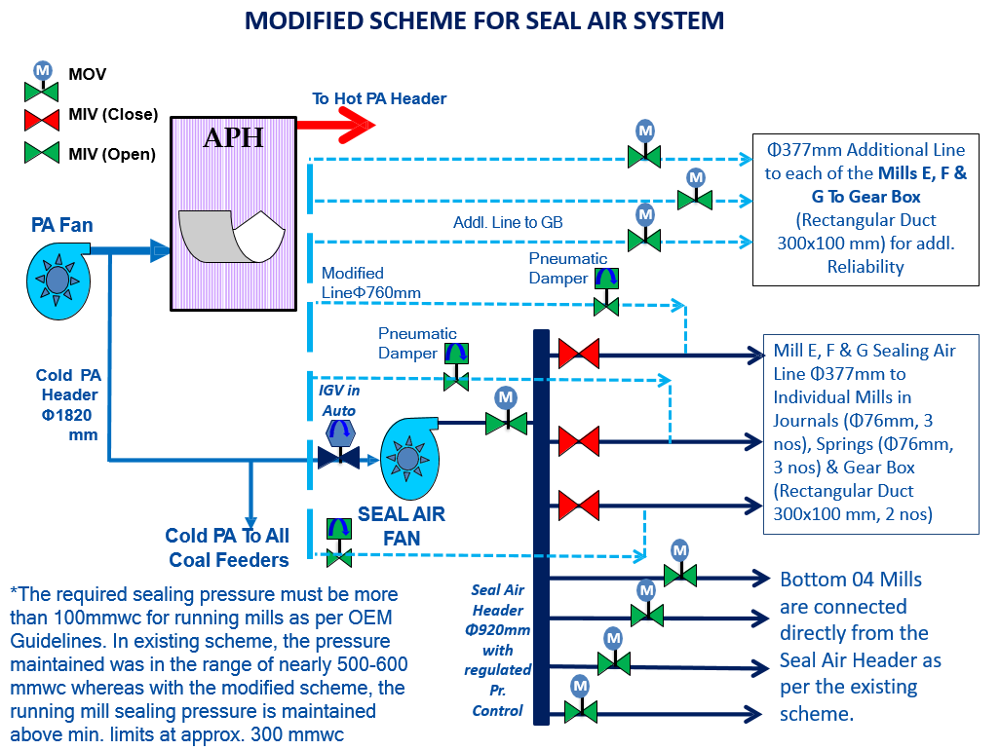 MODIFIED SCHEME FOR SEAL AIR SYSTEM
M
MOV
MIV (Close)
MIV (Open)
To Hot PA Header
APH
PA Fan
M
M
M
Addl. Line to GB
Φ377mm Additional Line
to each of the Mills E, F &
G To Gear Box
(Rectangular Duct
300x100 mm) for addl.
Reliability
Modified
LineΦ760mm
Pneumatic
Damper
Pneumatic
Damper
Cold PA
Header
Φ1820
mm
IGV in
Auto
M
SEAL AIR
FAN
Cold PA To All
Coal Feeders
Mill E, F & G Sealing Air
Line Φ377mm to
Individual Mills in
Journals (Φ76mm, 3
nos), Springs (Φ76mm,
3 nos) & Gear Box
(Rectangular Duct
300x100 mm, 2 nos)
Seal Air
Header
Φ920mm
with
regulated
Pr.
Control
M
M
M
M
Bottom 04 Mills
are connected
directly from the
Seal Air Header as
per the existing
scheme.
*The required sealing pressure must be more
than 100mmwc for running mills as per OEM
Guidelines. In existing scheme, the pressure
maintained was in the range of nearly 500-600
mmwc whereas with the modified scheme, the
running mill sealing pressure is maintained
above min. limits at approx. 300 mmwc